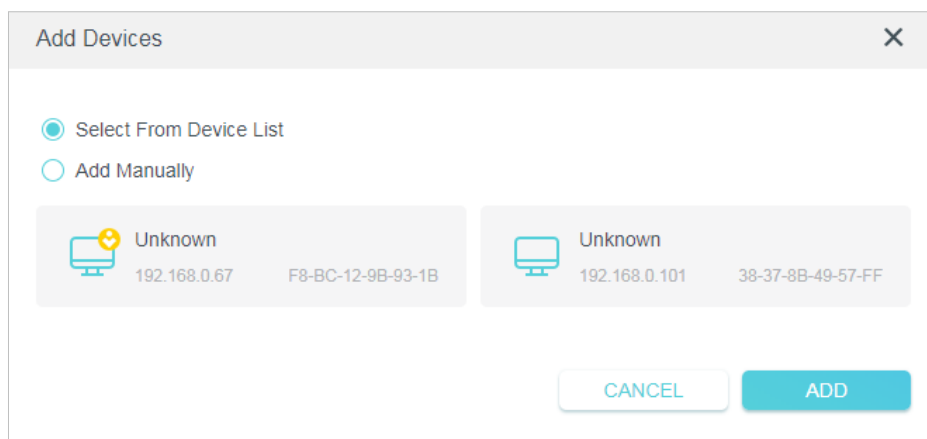 Add Devices
Select From Device List
Add Manually
Unknown
192.168.0.67 F8-BC-12-9B-93-1B
Unknown
192.168.0.101 38-37-8B-49-57-FF
CANCEL ADD